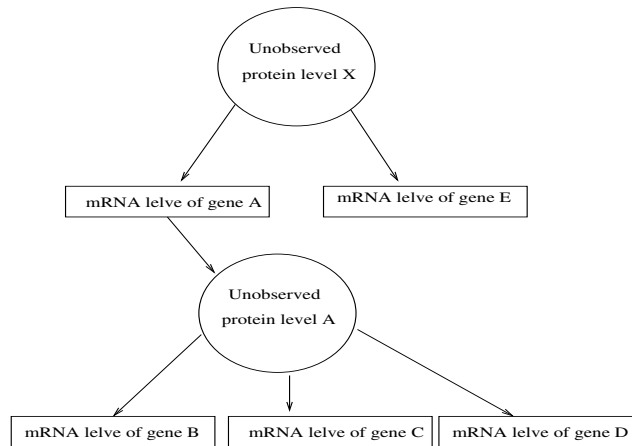 Unobserved
protein level X
mRNA lelve of gene A
mRNA lelve of gene E
Unobserved
protein level A
mRNA lelve of gene B
mRNA lelve of gene C
mRNA lelve of gene D